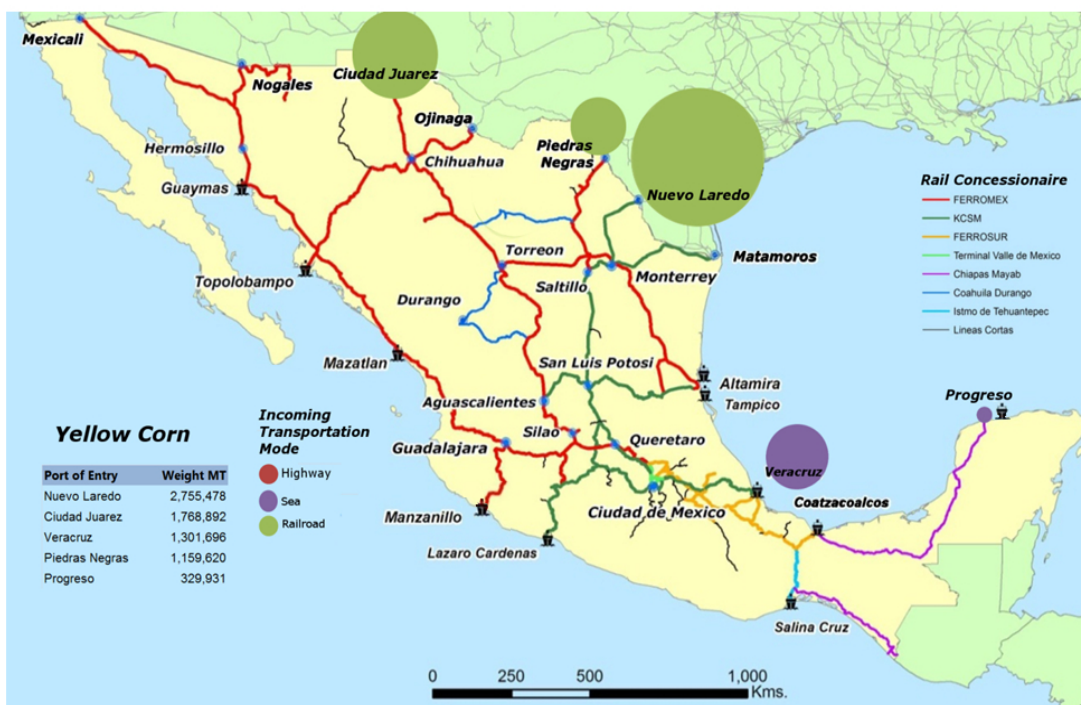 Mexicali
Nogales
Ciudad Juarez
Ojinaga
Hermosillo
Chihuahua
Piedras
Negras
Guaymas
Nuevo Laredo
Rail Concessionaire
FERROMEX
KCSM
FERROSUR
Terminal Valle de Mexico
Chiapas Mayab
Coahuila Durango
Istmo de Tehuantepec
Lineas Cortas
Topolobampo
Torreon
Monterrey
Matamoros
Saltillo
Durango
Mazatlan
San Luis Potosi
Altamira
Tampico
Progreso
Aguascalientes
Silao
Queretaro
Guadalajara
Veracruz
Manzanillo
Ciudad de Mexico
Coatzacoalcos
Lazaro Cardenas
Salina Cruz
Yellow Corn
Port of Entry Weight MT
Nuevo Laredo 2,755,478
Ciudad Juarez 1,768,892
Veracruz 1,301,696
Piedras Negras 1,159,620
Progreso 329,931
Incoming
Transportation
Mode
Highway
Sea
Railroad
0 250 500 1,000
Kms.